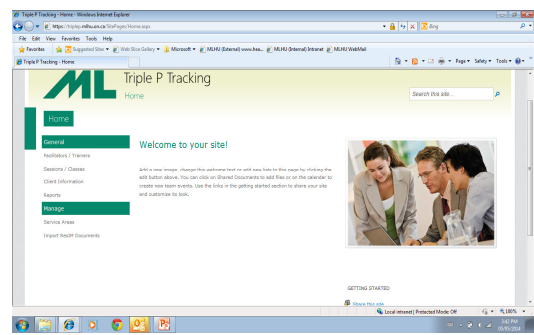 Triple P Tracking - Home - Windows Internet Explorer
https://triplep.mlhu.on.ca/SitePages/Home.aspx
Bing
File Edit View Favorites Tools Help
Favorites Suggested Sites Web Slice Gallery Microsoft MLHU (External) www.hea... MLHU (Internal) Intranet MLHU WebMail
Triple P Tracking - Home
Page Safety Tools
ML
Triple P Tracking
Home
Search this site...
Home
General
Facilitators / Trainers
Sessions / Classes
Client Information
Reports
Manage
Service Areas
Import ResIM Documents
Welcome to your site!
Add a new image, change this welcome text or add new lists to this page by clicking the
edit button above. You can click on Shared Documents to add files or on the calendar to
create new team events. Use the links in the getting started section to share your site
and customize its look.
GETTING STARTED
Share this site
Local intranet | Protected Mode: Off
100%
3:42 PM
05/05/2014